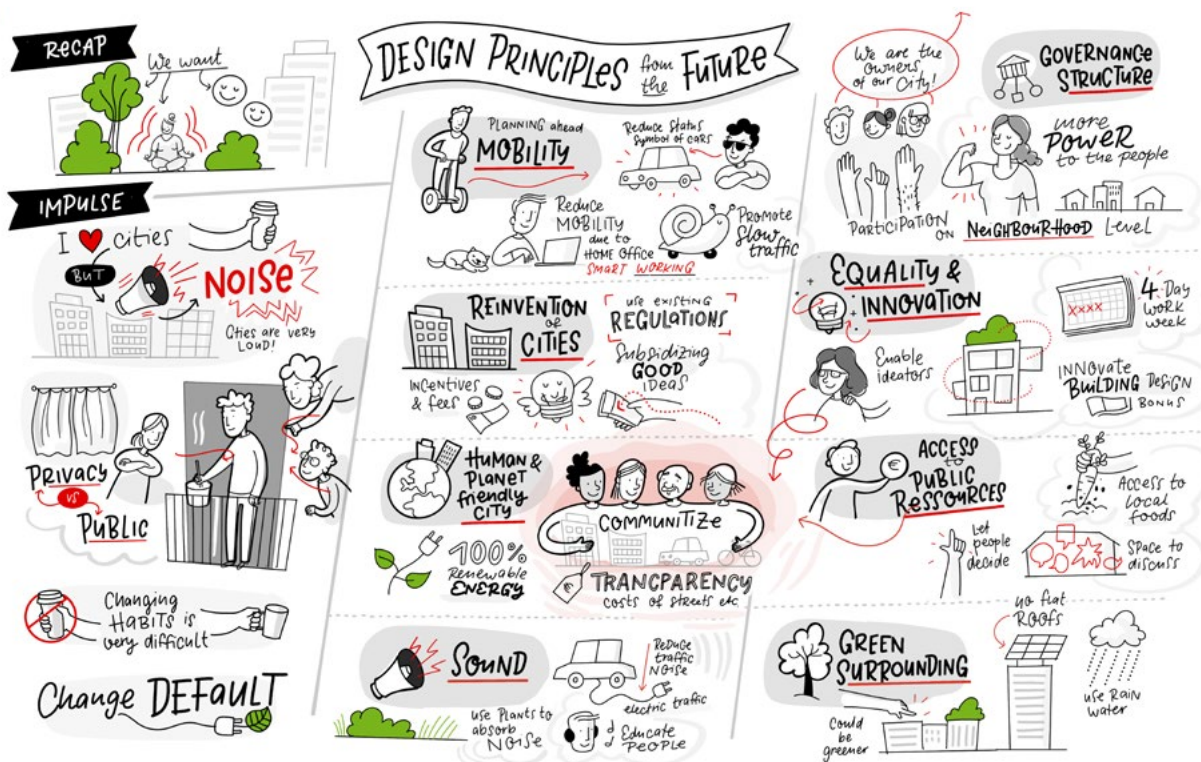 RECAP
We want
IMPULSE
I ❤ cities
BUT
NOISE
Cities are very
LOUD!
PRIVACY
VS
PUBLIC
Changing
HABITS is
very difficult
Change DEFAULT
DESIGN PRINCIPLES from the FUTURE
PLANNING ahead
MOBILITY
Reduce Status
Symbol of CARS
Reduce
MOBILITY
due to
HOME OFFICE
SMART WORKING
Promote
Slow
traffic
REINVENTION
OF
CITIES
use existing
REGULATIONS
Subsidizing
GOOD
ideas
INCENTIVES
& fees
HUMAN &
PLANET
friendly
CITY
100%
Renewable
ENERGY
COMMUNITIZE
€
TRANCPARENCY
costs of streets etc.
SOUND
use Plants to
absorb
NOISE
ReDuce
traffic
NOISE
electric traffic
Educate
PEOPLE
We are the
owners
of our City!
GOVERNANCE
STRUCTURE
more
POWER
to the people
PARTICIPATION
ON NEIGHBOURHOOD Level
EQUALITY &
INNOVATION
XXXX
4 Day
WORK
week
Enable
ideators
INNOVATE
BUILDING DESIGN
BONUS
ACCESS
to
PUBLIC
RESSOURCES
€
Let
people
decide
Access to
Local
foods
SPACE to
discuss
GREEN
SURROUNDING
Could
be
greener
no flat
ROOFS
USE RAIN
water